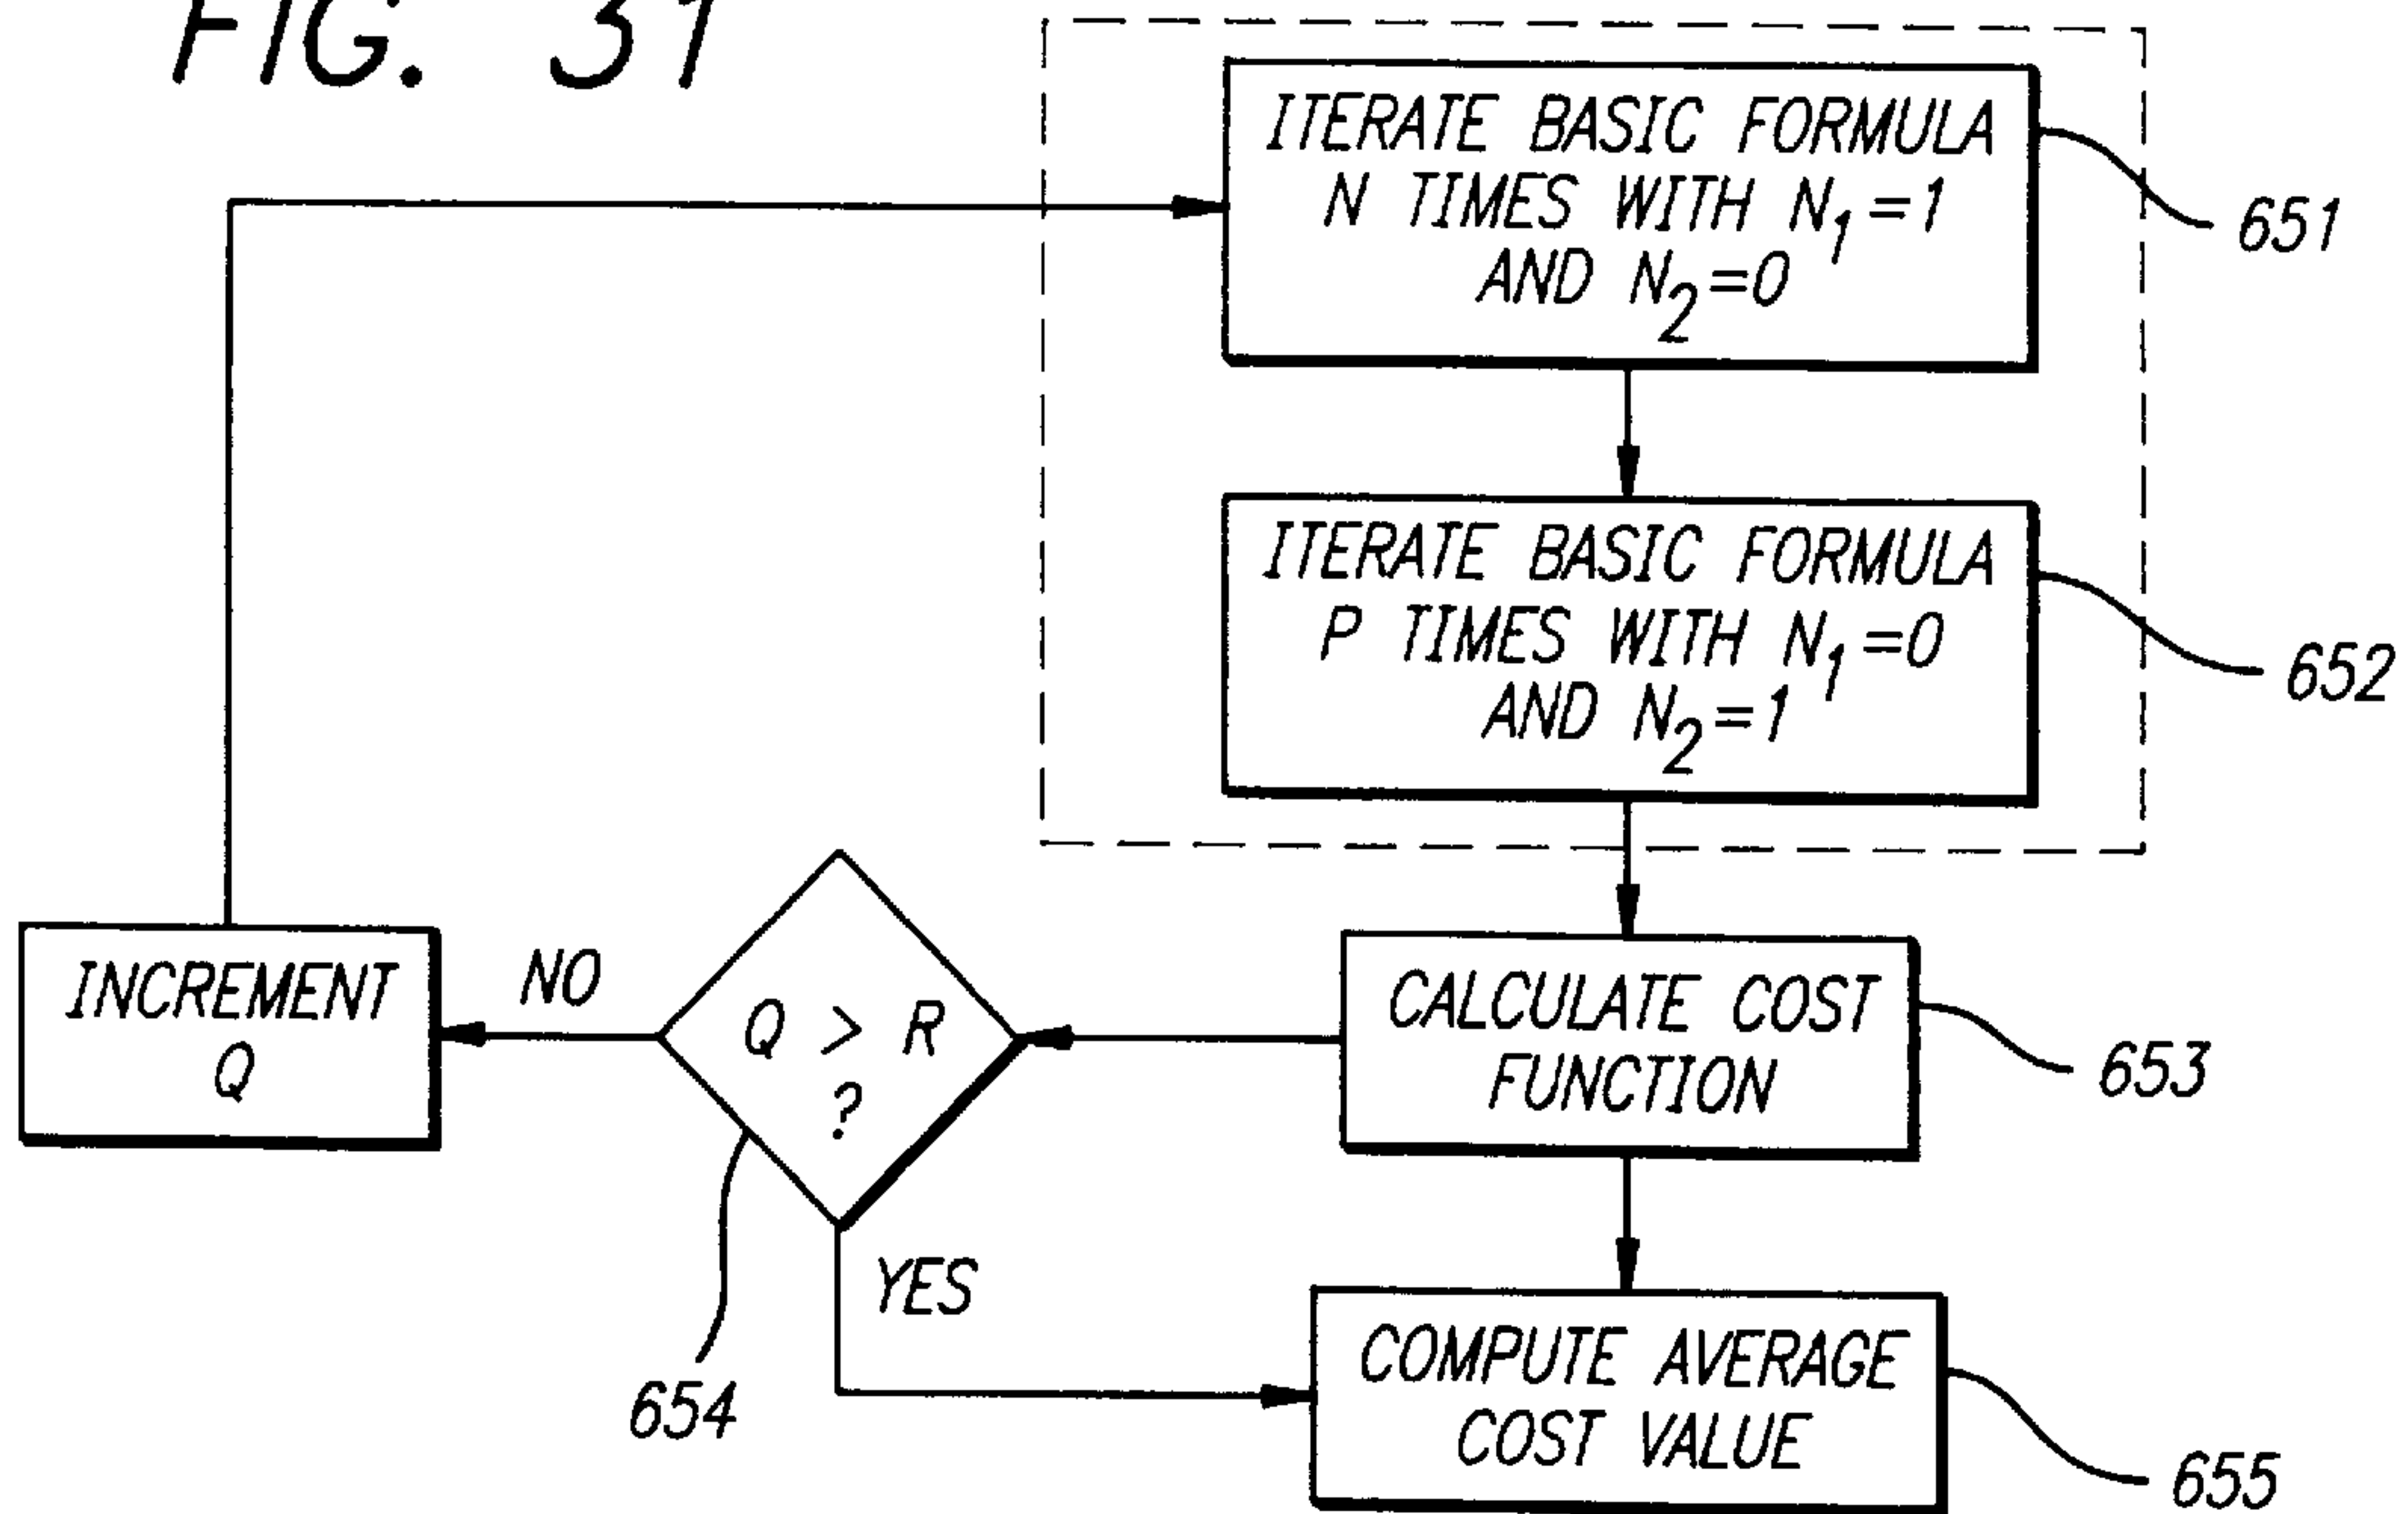 FIG. 31
ITERATE BASIC FORMULA
N TIMES WITH N1=1
AND N2=0
651
ITERATE BASIC FORMULA
P TIMES WITH N1=0
AND N2=1
652
INCREMENT
Q
NO
Q > R
?
CALCULATE COST
FUNCTION
653
YES
654
COMPUTE AVERAGE
COST VALUE
655